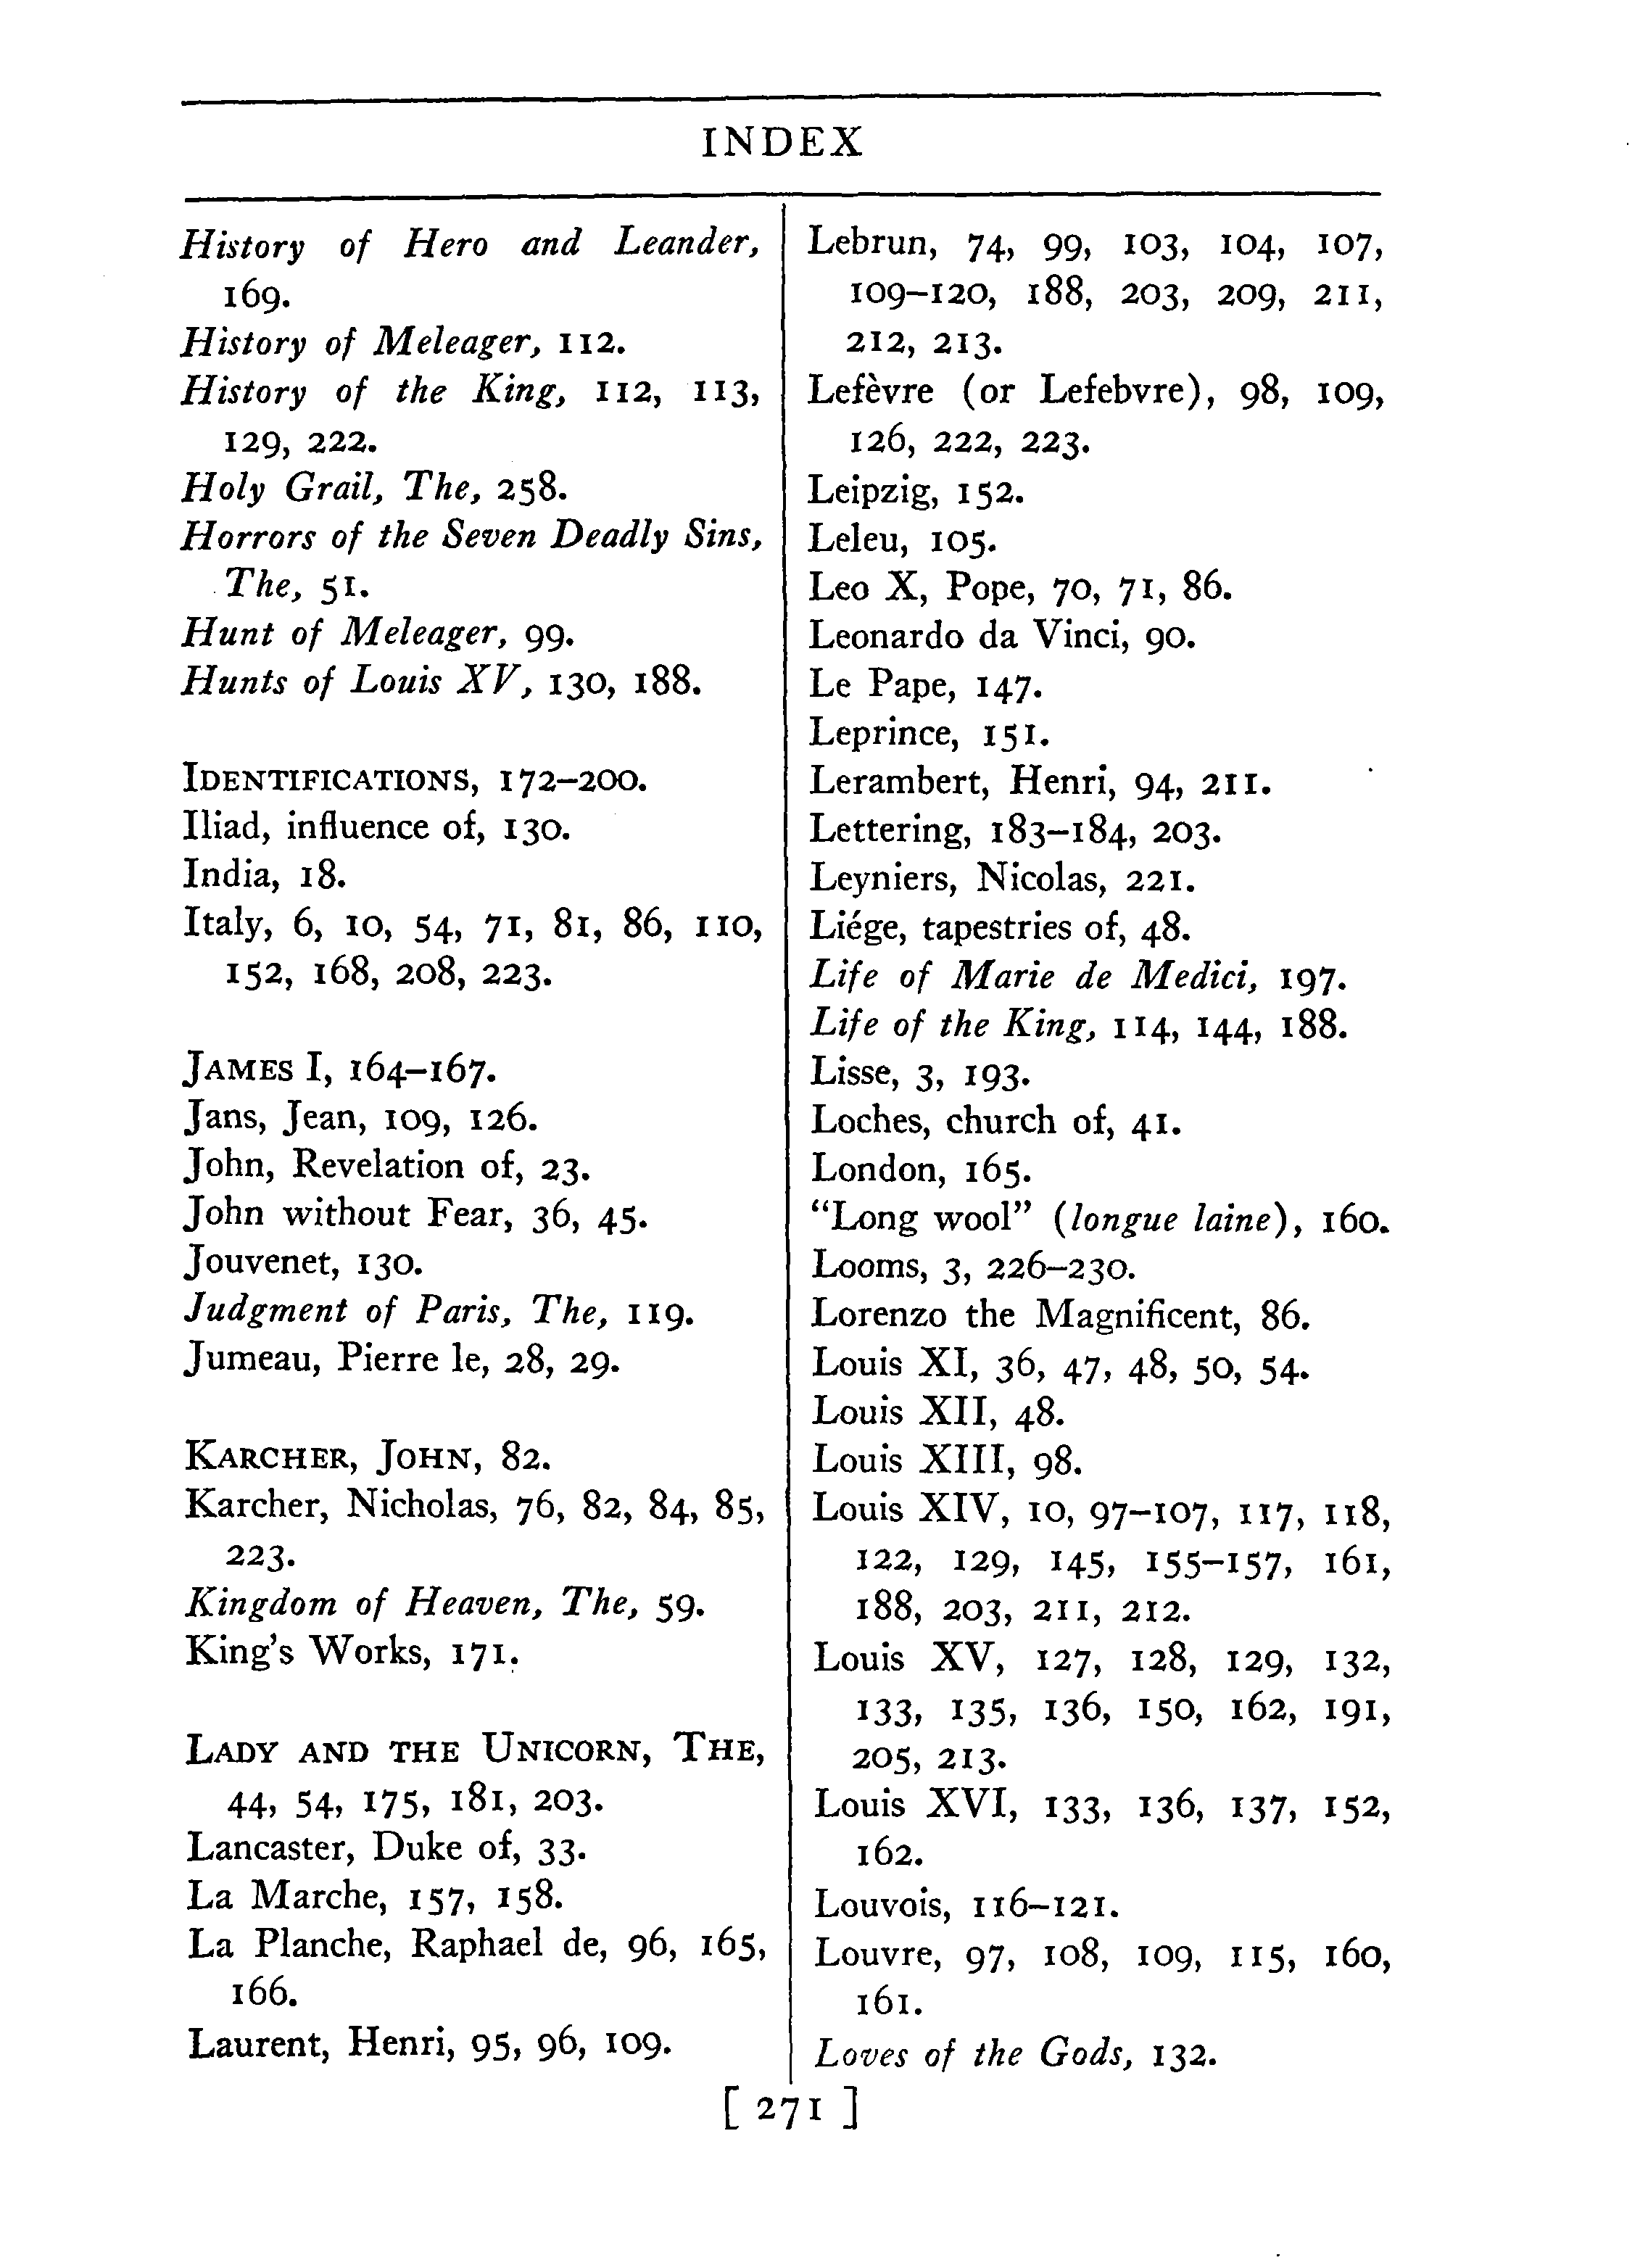 INDEX
History of Hero and Leander,
169.
History of Meleager, 112.
History of the King, 112, 113,
129, 222.
Holy Grail, The, 258.
Horrors of the Seven Deadly Sins,
The, 51.
Hunt of Meleager, 99.
Hunts of Louis XV, 130, 188.
IDENTIFICATIONS, 172–200.
Iliad, influence of, 130.
India, 18.
Italy, 6, 10, 54, 71, 81, 86, 110,
152, 168, 208, 223.
JAMES I, 164–167.
Jans, Jean, 109, 126.
John, Revelation of, 23.
John without Fear, 36, 45.
Jouvenet, 130.
Judgment of Paris, The, 119.
Jumeau, Pierre le, 28, 29.
KARCHER, JOHN, 82.
Karcher, Nicholas, 76, 82, 84, 85,
223.
Kingdom of Heaven, The, 59.
King's Works, 171.
LADY AND THE UNICORN, THE,
44, 54, 175, 181, 203.
Lancaster, Duke of, 33.
La Marche, 157, 158.
La Planche, Raphael de, 96, 165,
166.
Laurent, Henri, 95, 96, 109.
Lebrun, 74, 99, 103, 104, 107,
109–120, 188, 203, 209, 211,
212, 213.
Lefèvre (or Lefebvre), 98, 109,
126, 222, 223.
Leipzig, 152.
Leleu, 105.
Leo X, Pope, 70, 71, 86.
Leonardo da Vinci, 90.
Le Pape, 147.
Leprince, 151.
Lerambert, Henri, 94, 211.
Lettering, 183–184, 203.
Leyniers, Nicolas, 221.
Liége, tapestries of, 48.
Life of Marie de Medici, 197.
Life of the King, 114, 144, 188.
Lisse, 3, 193.
Loches, church of, 41.
London, 165.
"Long wool" (longue laine), 160.
Looms, 3, 226–230.
Lorenzo the Magnificent, 86.
Louis XI, 36, 47, 48, 50, 54.
Louis XII, 48.
Louis XIII, 98.
Louis XIV, 10, 97–107, 117, 118,
122, 129, 145, 155–157, 161,
188, 203, 211, 212.
Louis XV, 127, 128, 129, 132,
133, 135, 136, 150, 162, 191,
205, 213.
Louis XVI, 133, 136, 137, 152,
162.
Louvois, 116–121.
Louvre, 97, 108, 109, 115, 160,
161.
Loves of the Gods, 132.
[ 271 ]